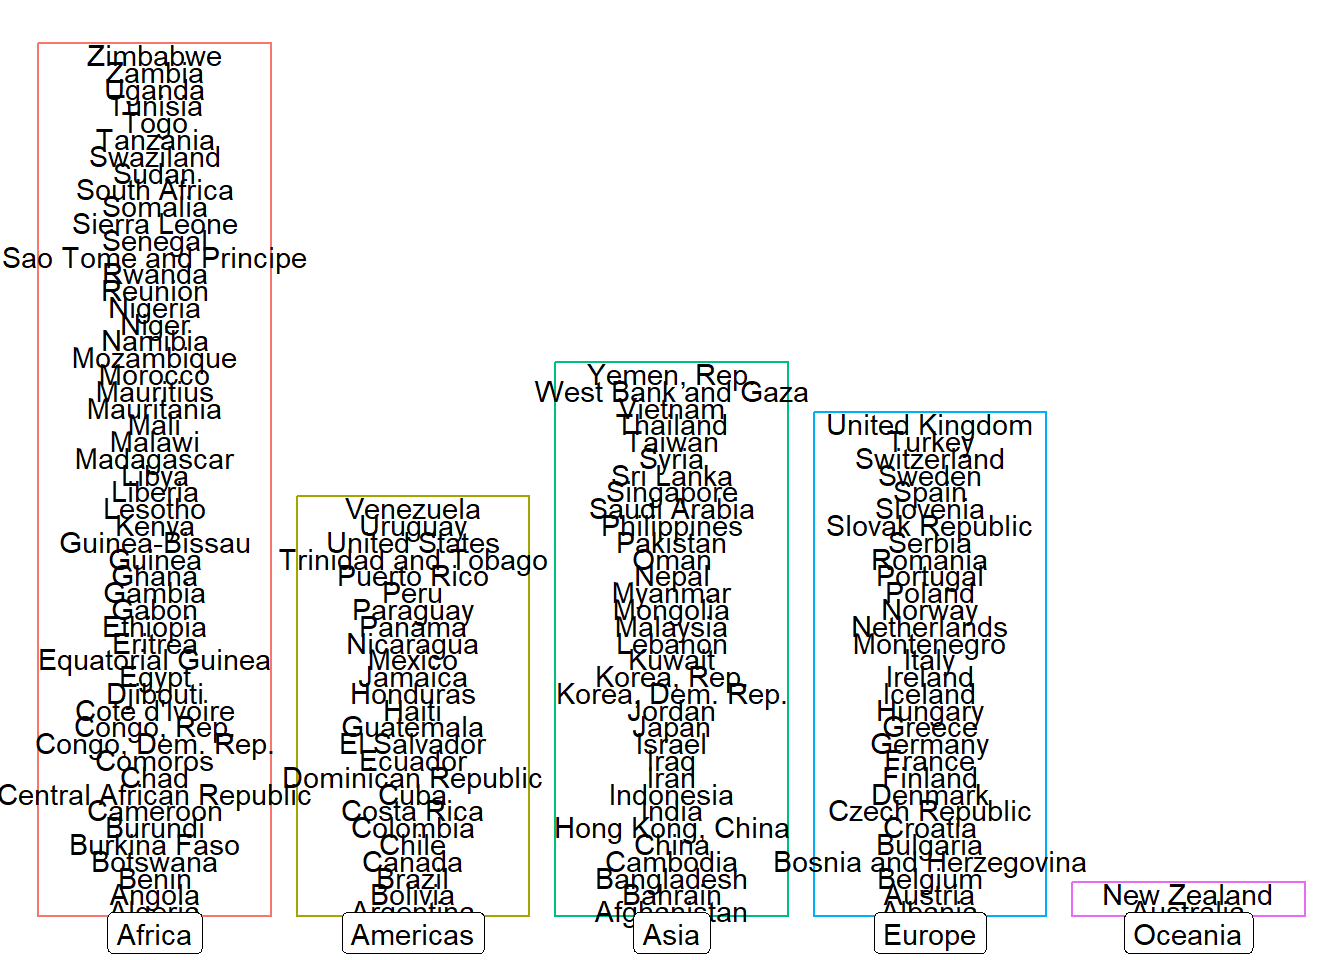 Zimbabwe
Zambia
Uganda
Tunisia
Togo
Tanzania
Swaziland
Sudan
South Africa
Somalia
Sierra Leone
Senegal
Sao Tome and Principe
Rwanda
Reunion
Nigeria
Niger
Namibia
Mozambique
Morocco
Mauritius
Mauritania
Mali
Malawi
Madagascar
Libya
Liberia
Lesotho
Kenya
Guinea-Bissau
Guinea
Ghana
Gambia
Gabon
Ethiopia
Eritrea
Equatorial Guinea
Egypt
Djibouti
Cote d'Ivoire
Congo, Rep.
Congo, Dem. Rep.
Comoros
Chad
Central African Republic
Cameroon
Burundi
Burkina Faso
Botswana
Benin
Angola
Algeria
Africa
Venezuela
Uruguay
United States
Trinidad and Tobago
Puerto Rico
Peru
Paraguay
Panama
Nicaragua
Mexico
Jamaica
Honduras
Haiti
Guatemala
El Salvador
Ecuador
Dominican Republic
Cuba
Costa Rica
Colombia
Chile
Canada
Brazil
Bolivia
Argentina
Americas
Yemen, Rep.
West Bank and Gaza
Vietnam
Thailand
Taiwan
Syria
Sri Lanka
Singapore
Saudi Arabia
Philippines
Pakistan
Oman
Nepal
Myanmar
Mongolia
Malaysia
Lebanon
Kuwait
Korea, Rep.
Korea, Dem. Rep.
Jordan
Japan
Israel
Iraq
Iran
Indonesia
India
Hong Kong, China
China
Cambodia
Bangladesh
Bahrain
Afghanistan
Asia
United Kingdom
Turkey
Switzerland
Sweden
Spain
Slovenia
Slovak Republic
Serbia
Romania
Portugal
Poland
Norway
Netherlands
Montenegro
Italy
Ireland
Iceland
Hungary
Greece
Germany
France
Finland
Denmark
Czech Republic
Croatia
Bulgaria
Bosnia and Herzegovina
Belgium
Austria
Albania
Europe
New Zealand
Australia
Oceania